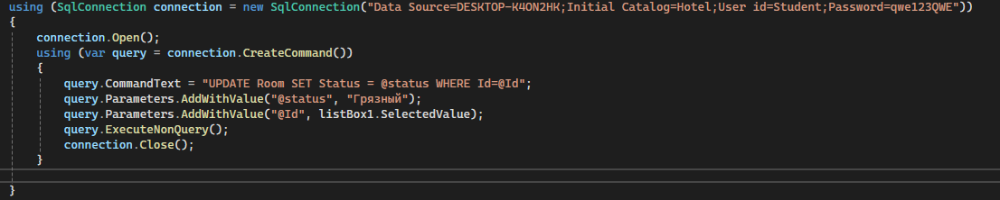 using (SqlConnection connection = new SqlConnection("Data Source=DESKTOP-K4ON2HK;Initial Catalog=Hotel;User id=Student;Password=qwe123QWE"))
{
connection.Open();
using (var query = connection.CreateCommand())
{
query.CommandText = "UPDATE Room SET Status = @status WHERE Id=@Id";
query.Parameters.AddWithValue("@status", "Грязный");
query.Parameters.AddWithValue("@Id", listBox1.SelectedValue);
query.ExecuteNonQuery();
connection.Close();
}
}